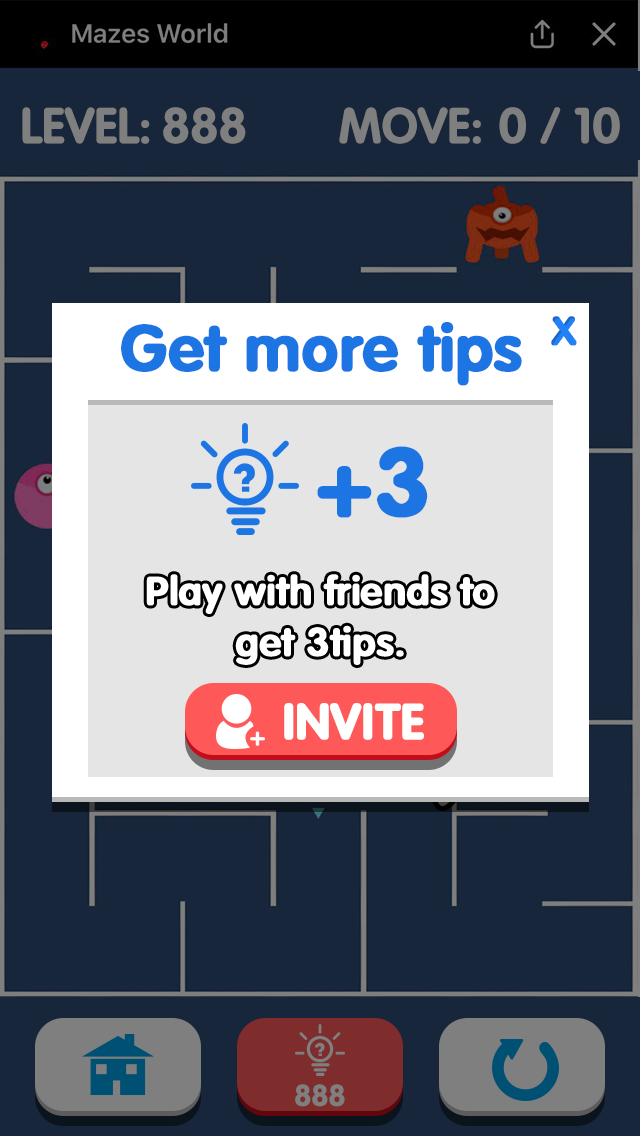 Mazes World
LEVEL: 888 MOVE: 0 / 10
Get more tips x
?
+3
Play with friends to
get 3tips.
INVITE
?
888